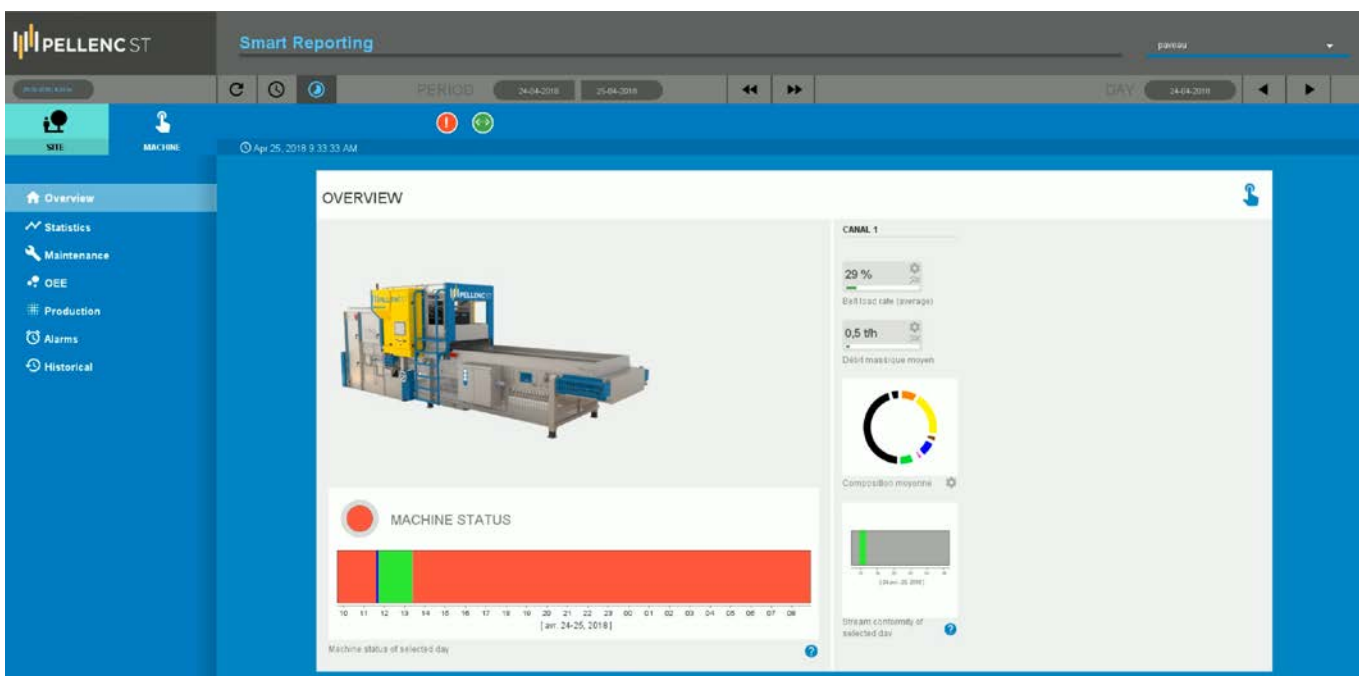 PELLENC ST
Smart Reporting
paveau
PERIOD 24-04-2018 25-04-2018
DAY 24-04-2018
SITE
MACHINE
Apr 25, 2018 9:33:33 AM
Overview
Statistics
Maintenance
OEE
Production
Alarms
Historical
OVERVIEW
PELLENC ST
PELLENC ST
MACHINE STATUS
10 11 12 13 14 15 16 17 18 19 20 21 22 23 00 01 02 03 04 05 06 07 08
[ avr. 24-25, 2018 ]
Machine status of selected day
CANAL 1
29 %
Belt load rate (average)
0,5 t/h
Débit massique moyen
Composition moyenne
Stream conformity of
selected day